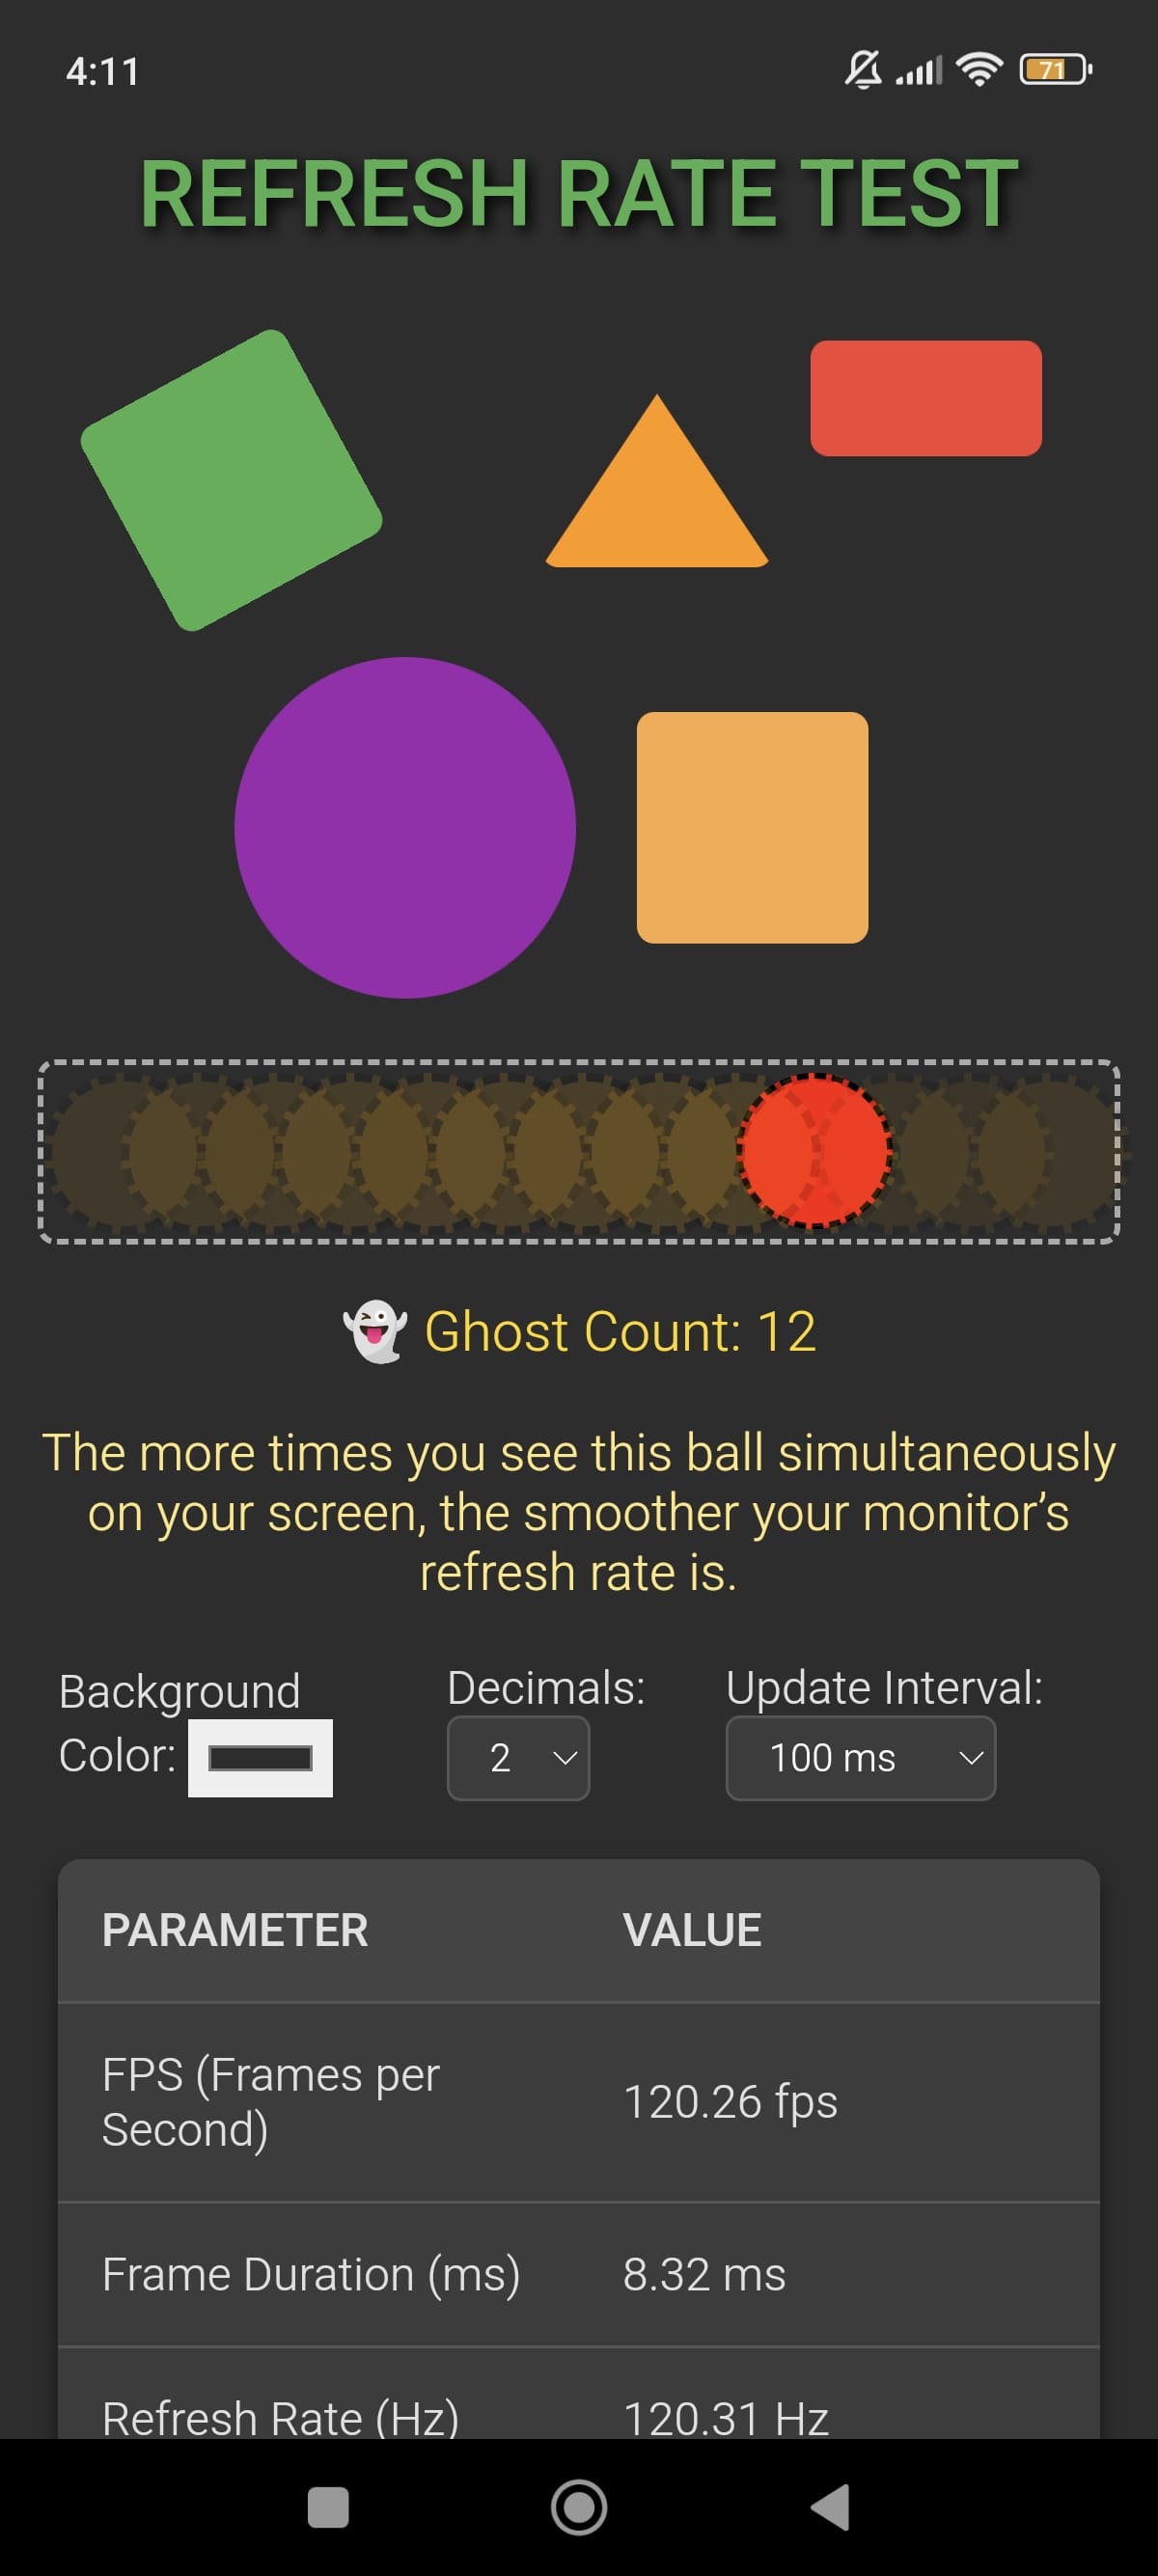 4:11
71
REFRESH RATE TEST
👻 Ghost Count: 12
The more times you see this ball simultaneously
on your screen, the smoother your monitor’s
refresh rate is.
Background
Color:
Decimals:
2
Update Interval:
100 ms
PARAMETER VALUE
FPS (Frames per
Second)
120.26 fps
Frame Duration (ms) 8.32 ms
Refresh Rate (Hz) 120.31 Hz